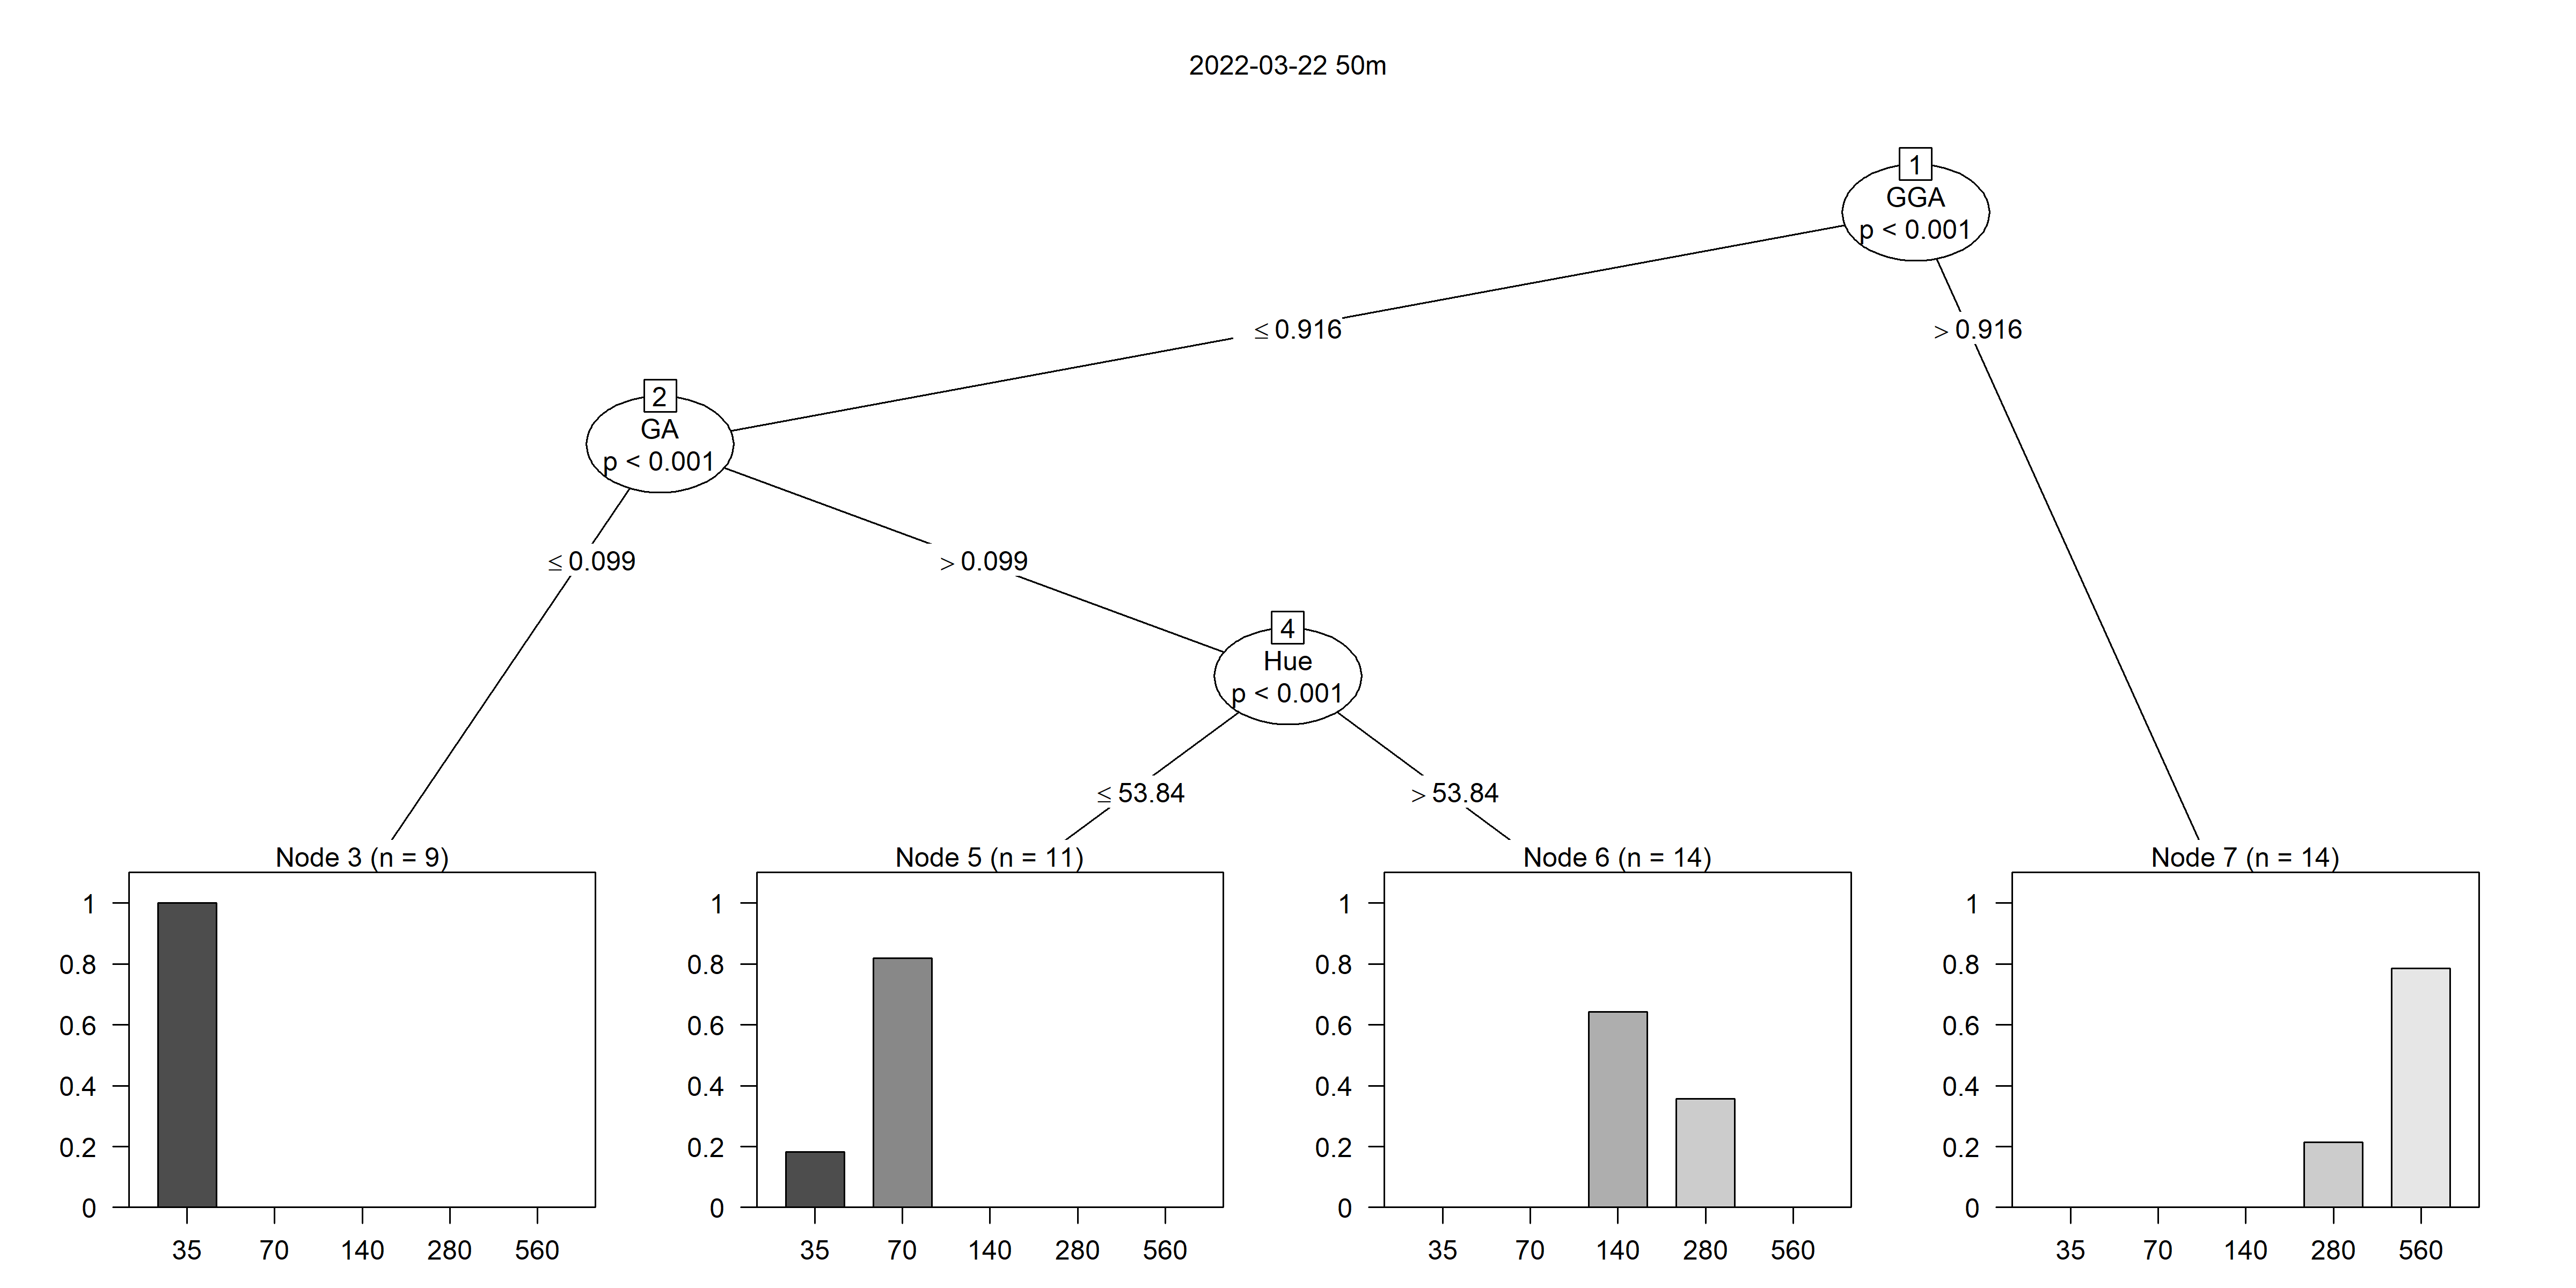 2022-03-22 50m
1
GGA
p < 0.001
≤ 0.916
> 0.916
2
GA
p < 0.001
≤ 0.099
> 0.099
4
Hue
p < 0.001
≤ 53.84
> 53.84
Node 3 (n = 9)
1
0.8
0.6
0.4
0.2
0
35 70 140 280 560
Node 5 (n = 11)
1
0.8
0.6
0.4
0.2
0
35 70 140 280 560
Node 6 (n = 14)
1
0.8
0.6
0.4
0.2
0
35 70 140 280 560
Node 7 (n = 14)
1
0.8
0.6
0.4
0.2
0
35 70 140 280 560